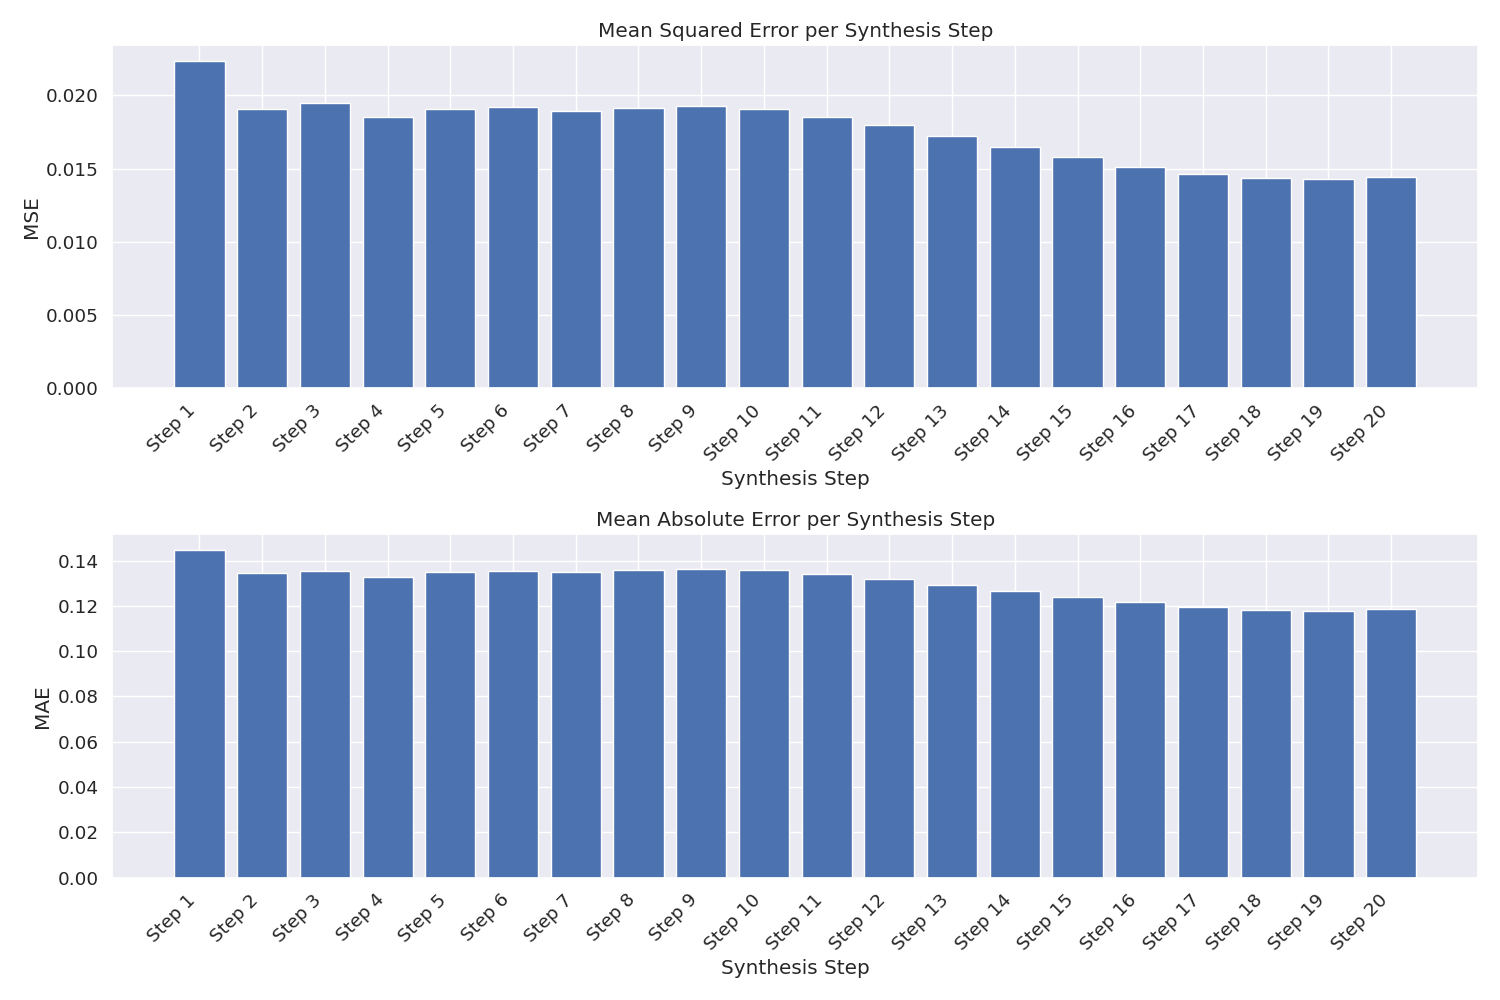 Mean Squared Error per Synthesis Step
MSE
0.020
0.015
0.010
0.005
0.000
Step 1
Step 2
Step 3
Step 4
Step 5
Step 6
Step 7
Step 8
Step 9
Step 10
Step 11
Step 12
Step 13
Step 14
Step 15
Step 16
Step 17
Step 18
Step 19
Step 20
Synthesis Step
Mean Absolute Error per Synthesis Step
MAE
0.14
0.12
0.10
0.08
0.06
0.04
0.02
0.00
Step 1
Step 2
Step 3
Step 4
Step 5
Step 6
Step 7
Step 8
Step 9
Step 10
Step 11
Step 12
Step 13
Step 14
Step 15
Step 16
Step 17
Step 18
Step 19
Step 20
Synthesis Step